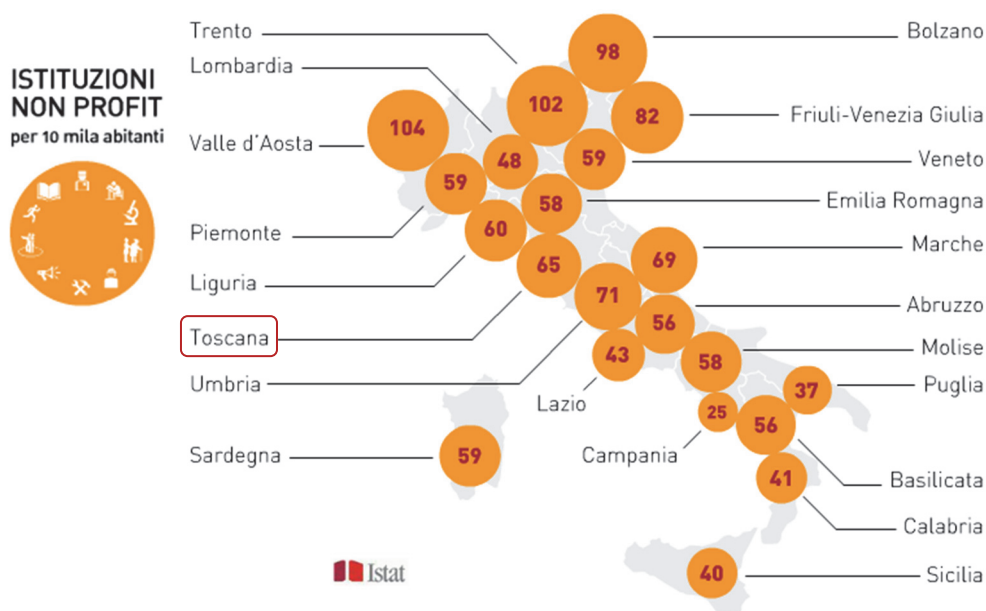 ISTITUZIONI
NON PROFIT
per 10 mila abitanti
Trento
Lombardia
Valle d'Aosta
Piemonte
Liguria
Toscana
Umbria
Sardegna
Lazio
Campania
Bolzano
Friuli-Venezia Giulia
Veneto
Emilia Romagna
Marche
Abruzzo
Molise
Puglia
Basilicata
Calabria
Sicilia
98
102
82
104
48
59
59
58
60
65
69
71
56
43
58
37
25
56
59
41
40
Istat